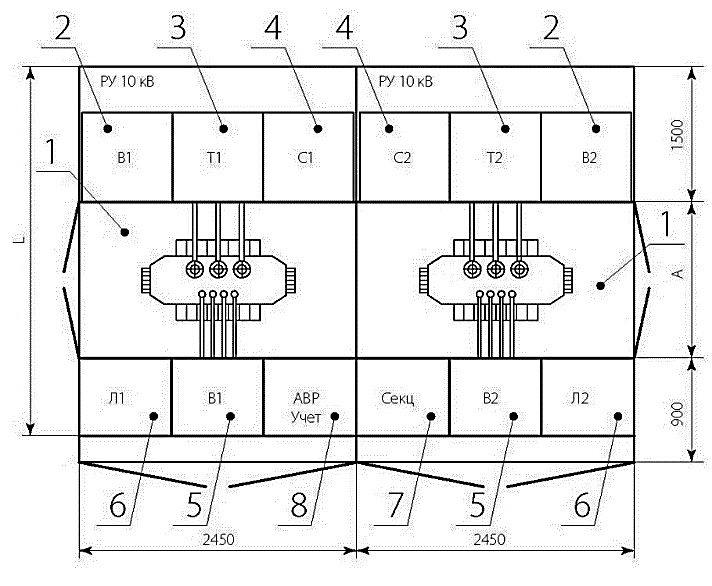 2 3 4 4 3 2
РУ 10 кВ РУ 10 кВ
В1 Т1 С1 С2 Т2 В2
1500
1
1
L
А
Л1 В1 АВР Секц В2 Л2
Учет
900
6 5 8 7 5 6
2450 2450